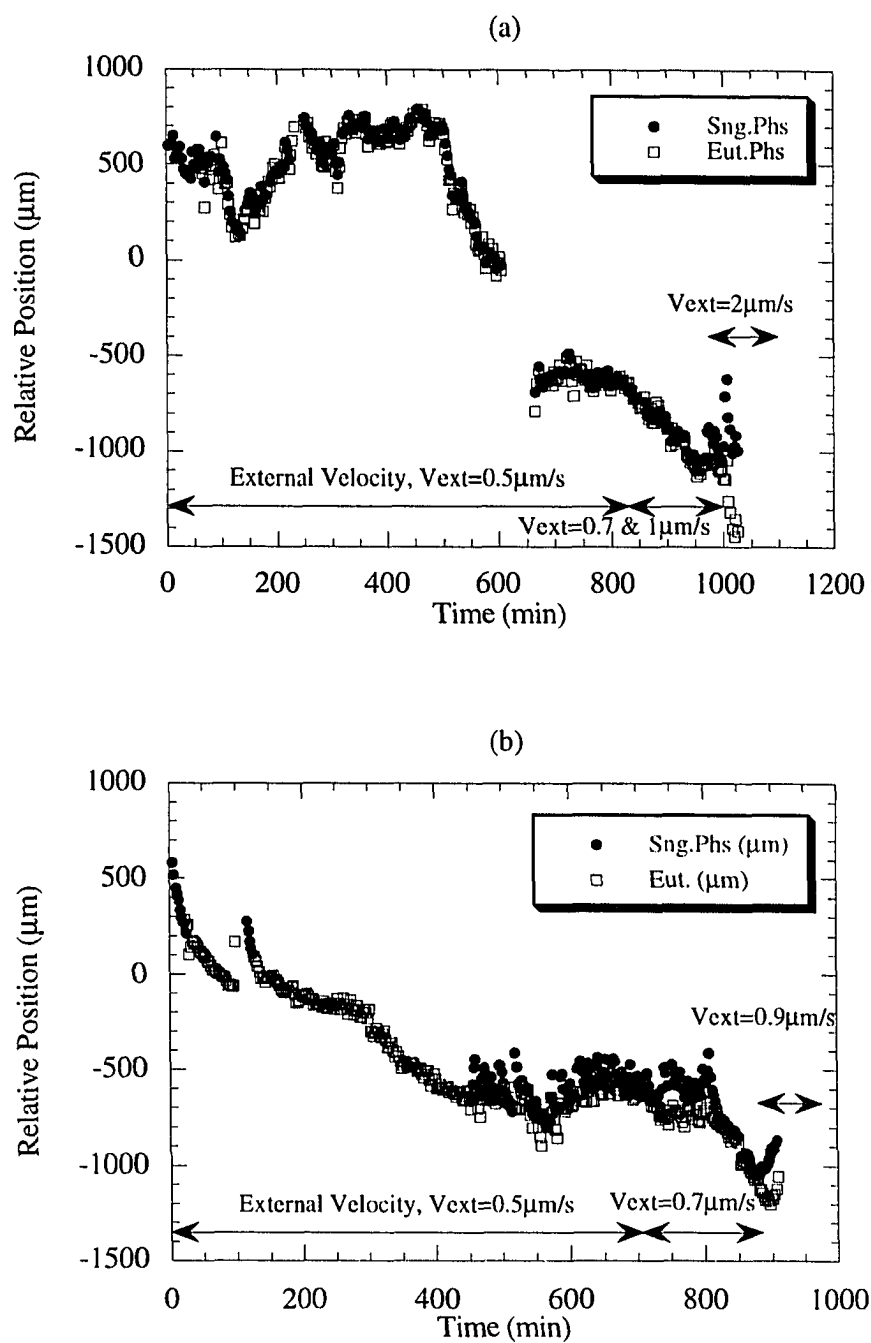 (a)
1000
500
0
-500
-1000
-1500
Relative Position (μm)
Sng.Phs
Eut.Phs
Vext=2μm/s
External Velocity, Vext=0.5μm/s
Vext=0.7 & 1μm/s
0 200 400 600 800 1000 1200
Time (min)
(b)
1000
500
0
-500
-1000
-1500
Relative Position (μm)
Sng.Phs (μm)
Eut. (μm)
Vext=0.9μm/s
External Velocity, Vext=0.5μm/s
Vext=0.7μm/s
0 200 400 600 800 1000
Time (min)